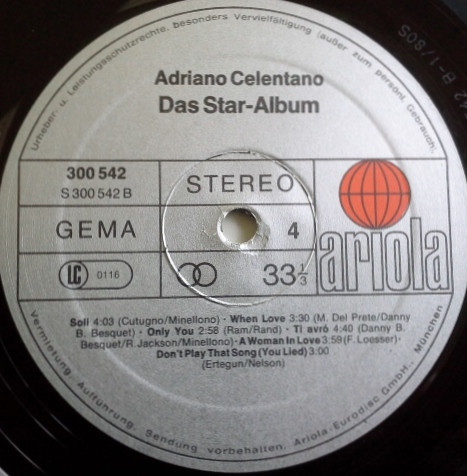 Urheber- u. Leistungsschutzrechte, besonders Vervielfältigung (außer zum persönl. Gebrauch),
Adriano Celentano
Das Star-Album
300 542
S 300 542 B
STEREO
GEMA
4
LC 0116
33 1/3
ariola
Soli 4:03 (Cutugno/Minellono) · When Love 3:30 (M. Del Prete/Danny
B. Besquet) · Only You 2:58 (Ram/Rand) · Ti avrò 4:40 (Danny B.
Besquet/R. Jackson/Minellono) · A Woman In Love 3:59 (F. Loesser) ·
Don't Play That Song (You Lied) 3:00
(Ertegun/Nelson)
Vermietung, Aufführung, Sendung vorbehalten. Ariola-Eurodisc GmbH., München